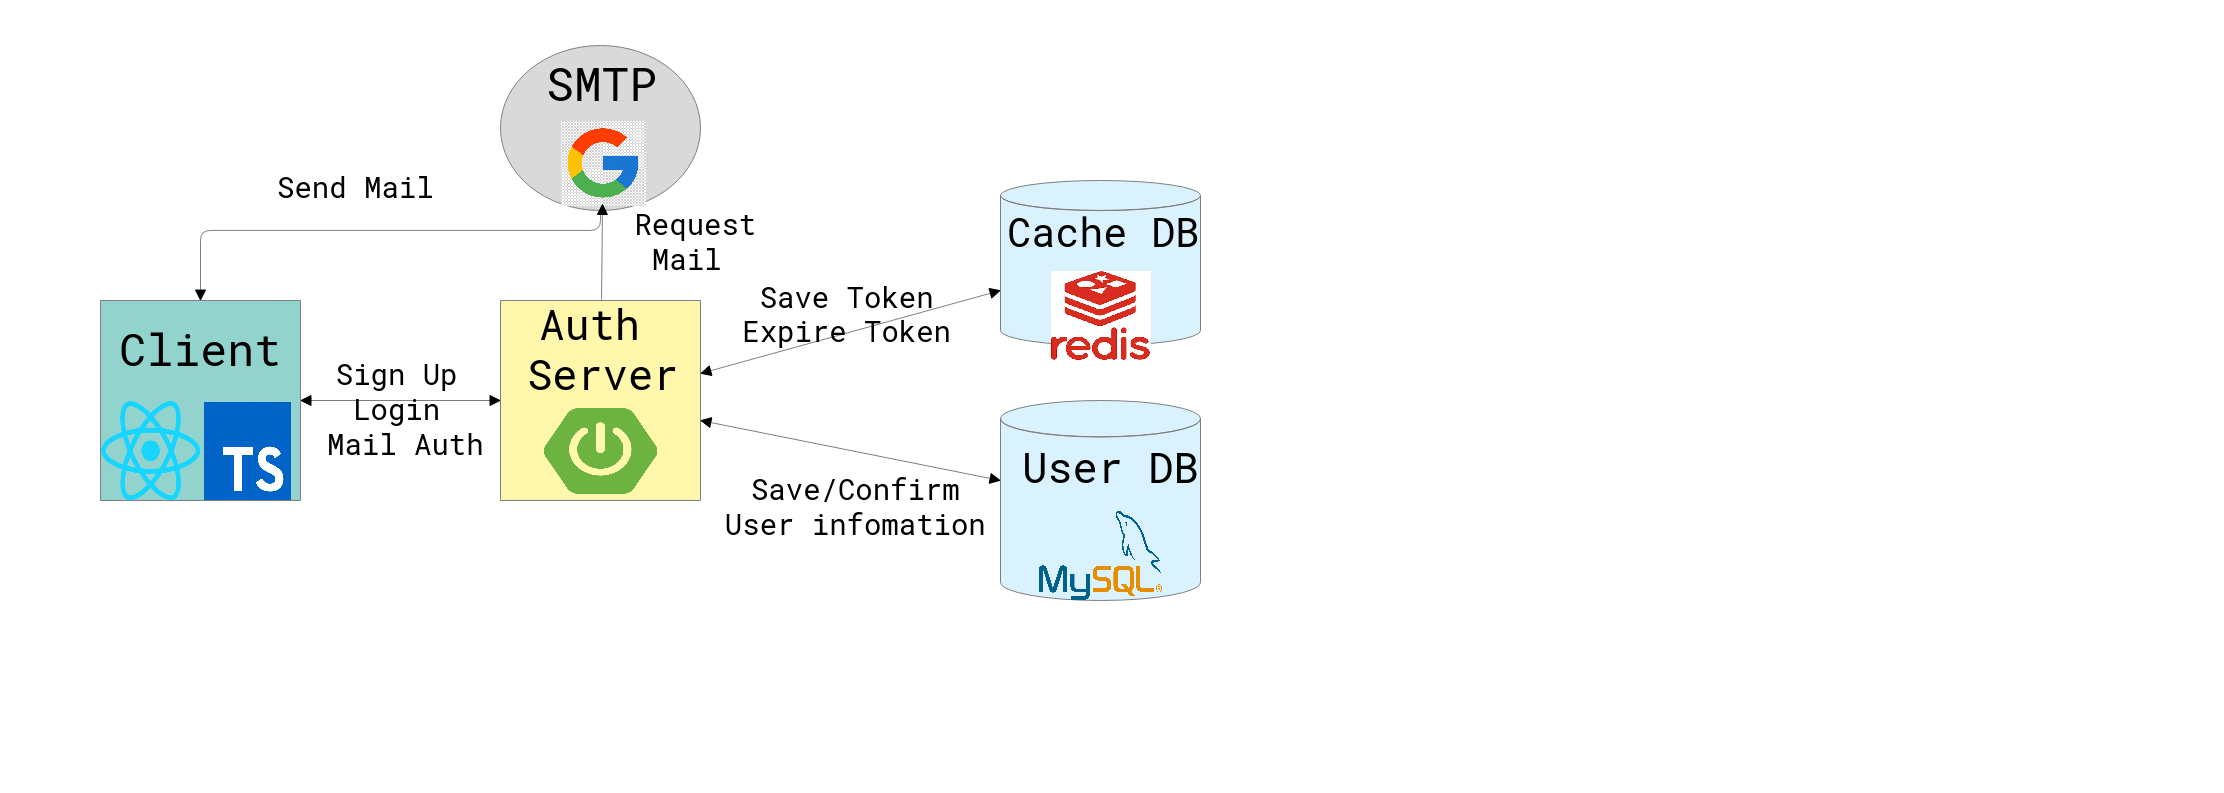 SMTP
Send Mail
Request
Mail
Cache DB
redis
Save Token
Expire Token
Client
TS
Sign Up
Login
Mail Auth
Auth
Server
Save/Confirm
User infomation
User DB
MySQL®